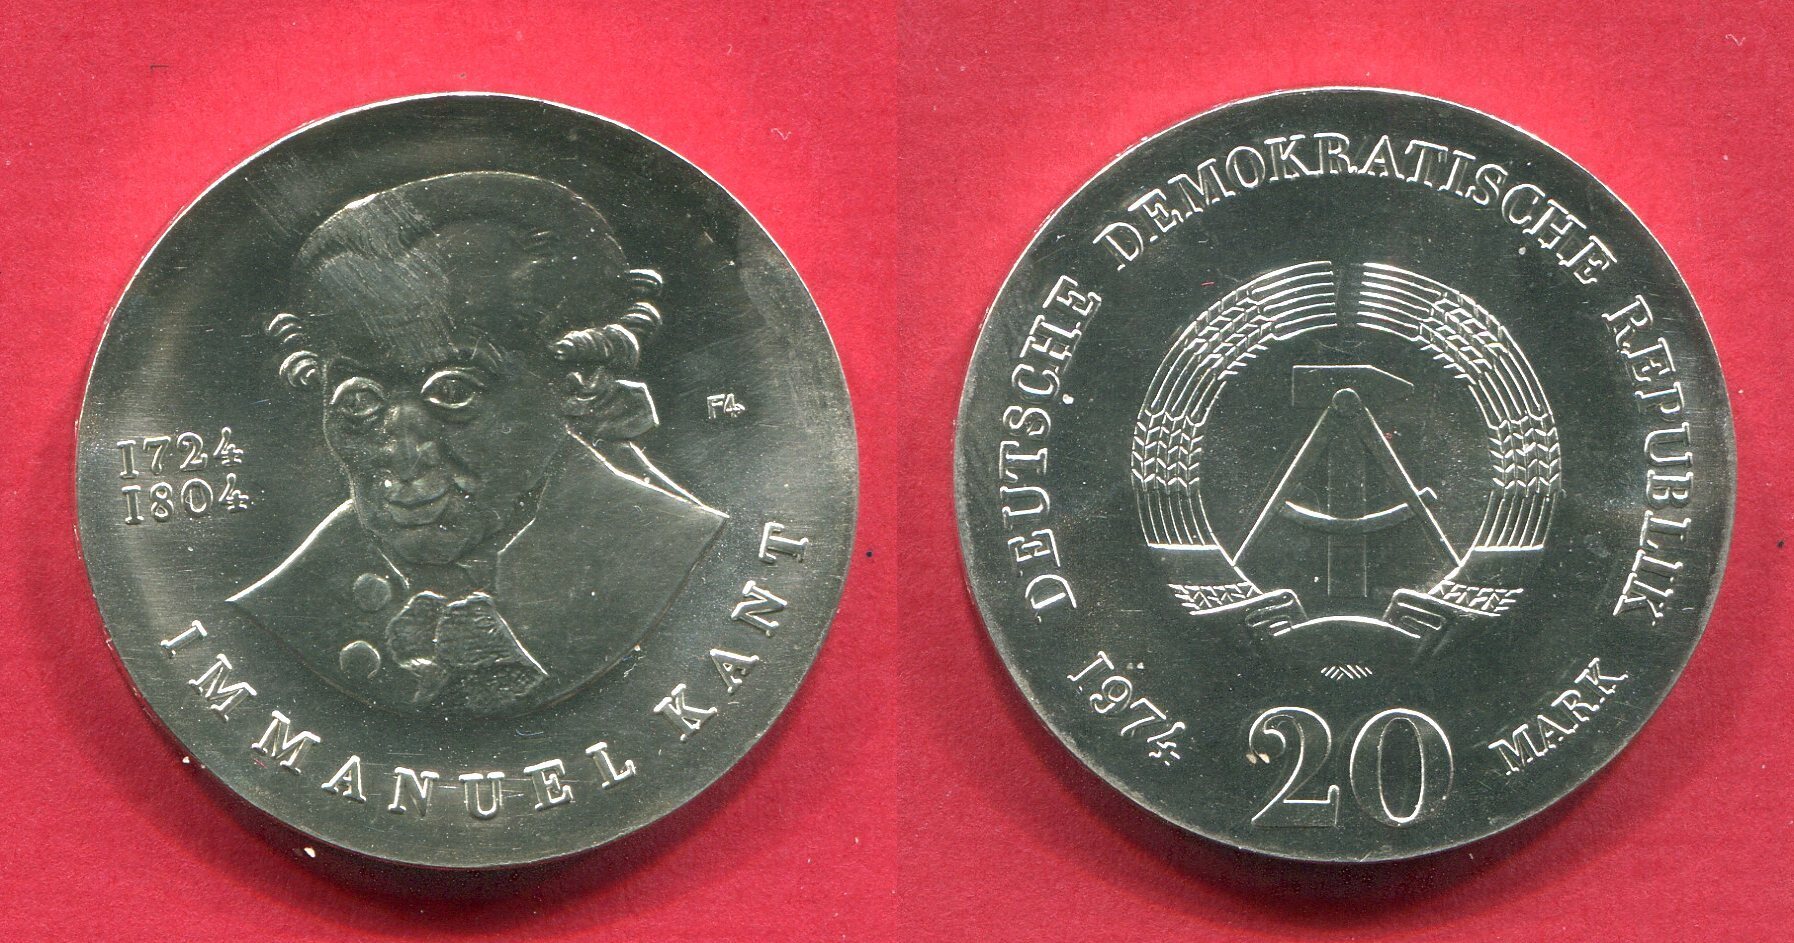 1724
1804
F4
IMMANUEL KANT
DEUTSCHE DEMOKRATISCHE REPUBLIK
1974
20
MARK